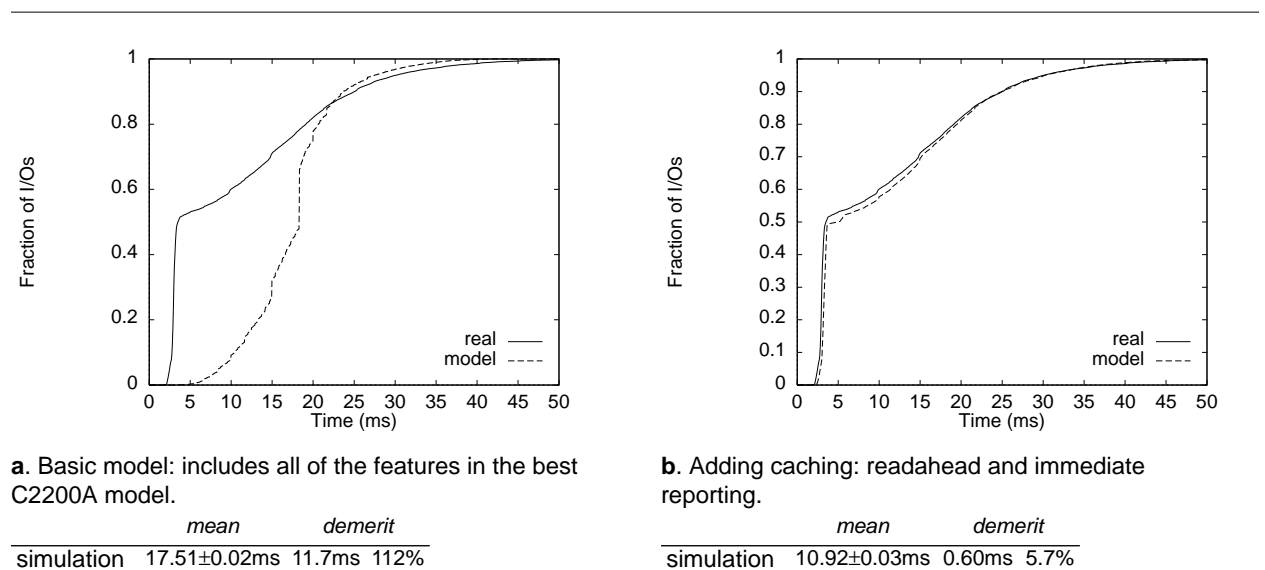 1
0.8
0.6
0.4
0.2
0
Fraction of I/Os
real
model
0 5 10 15 20 25 30 35 40 45 50
Time (ms)
a. Basic model: includes all of the features in the best
C2200A model.
mean demerit
simulation 17.51±0.02ms 11.7ms 112%
1
0.9
0.8
0.7
0.6
0.5
0.4
0.3
0.2
0.1
0
Fraction of I/Os
real
model
0 5 10 15 20 25 30 35 40 45 50
Time (ms)
b. Adding caching: readahead and immediate
reporting.
mean demerit
simulation 10.92±0.03ms 0.60ms 5.7%